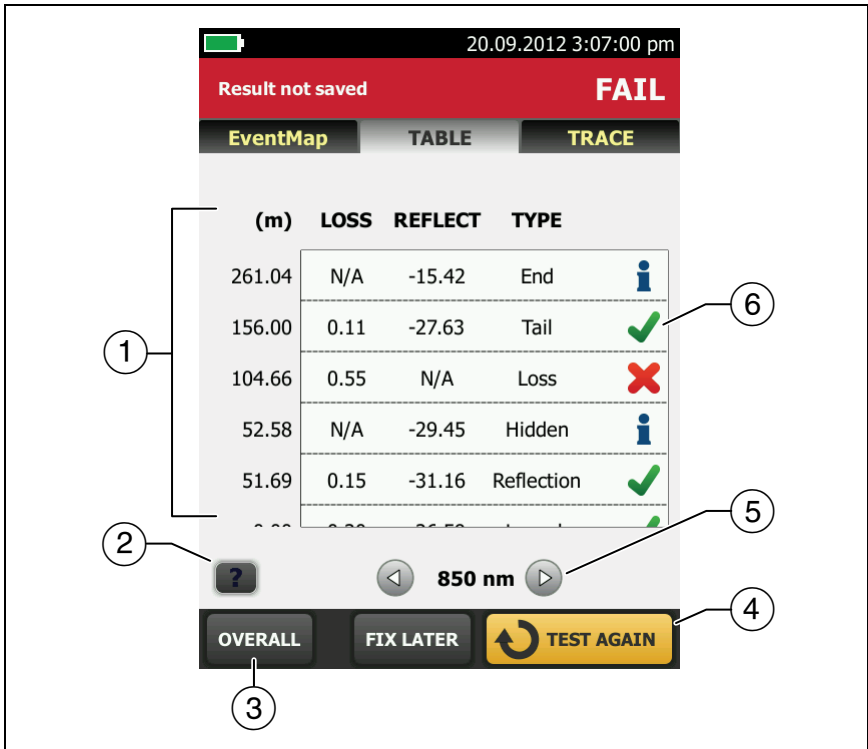 20.09.2012 3:07:00 pm
Result not saved FAIL
EventMap TABLE TRACE
(m) LOSS REFLECT TYPE
261.04 N/A -15.42 End
156.00 0.11 -27.63 Tail
104.66 0.55 N/A Loss
52.58 N/A -29.45 Hidden
51.69 0.15 -31.16 Reflection
? 850 nm
OVERALL FIX LATER TEST AGAIN
1
2
3
4
5
6